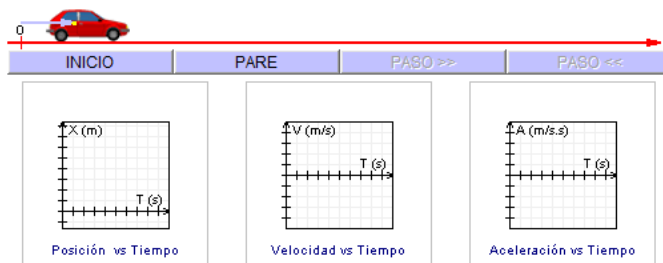 0
INICIO PARE PASO >> PASO <<
X (m) V (m/s) A (m/s.s)
T (s) T (s) T (s)
Posición vs Tiempo Velocidad vs Tiempo Aceleración vs Tiempo